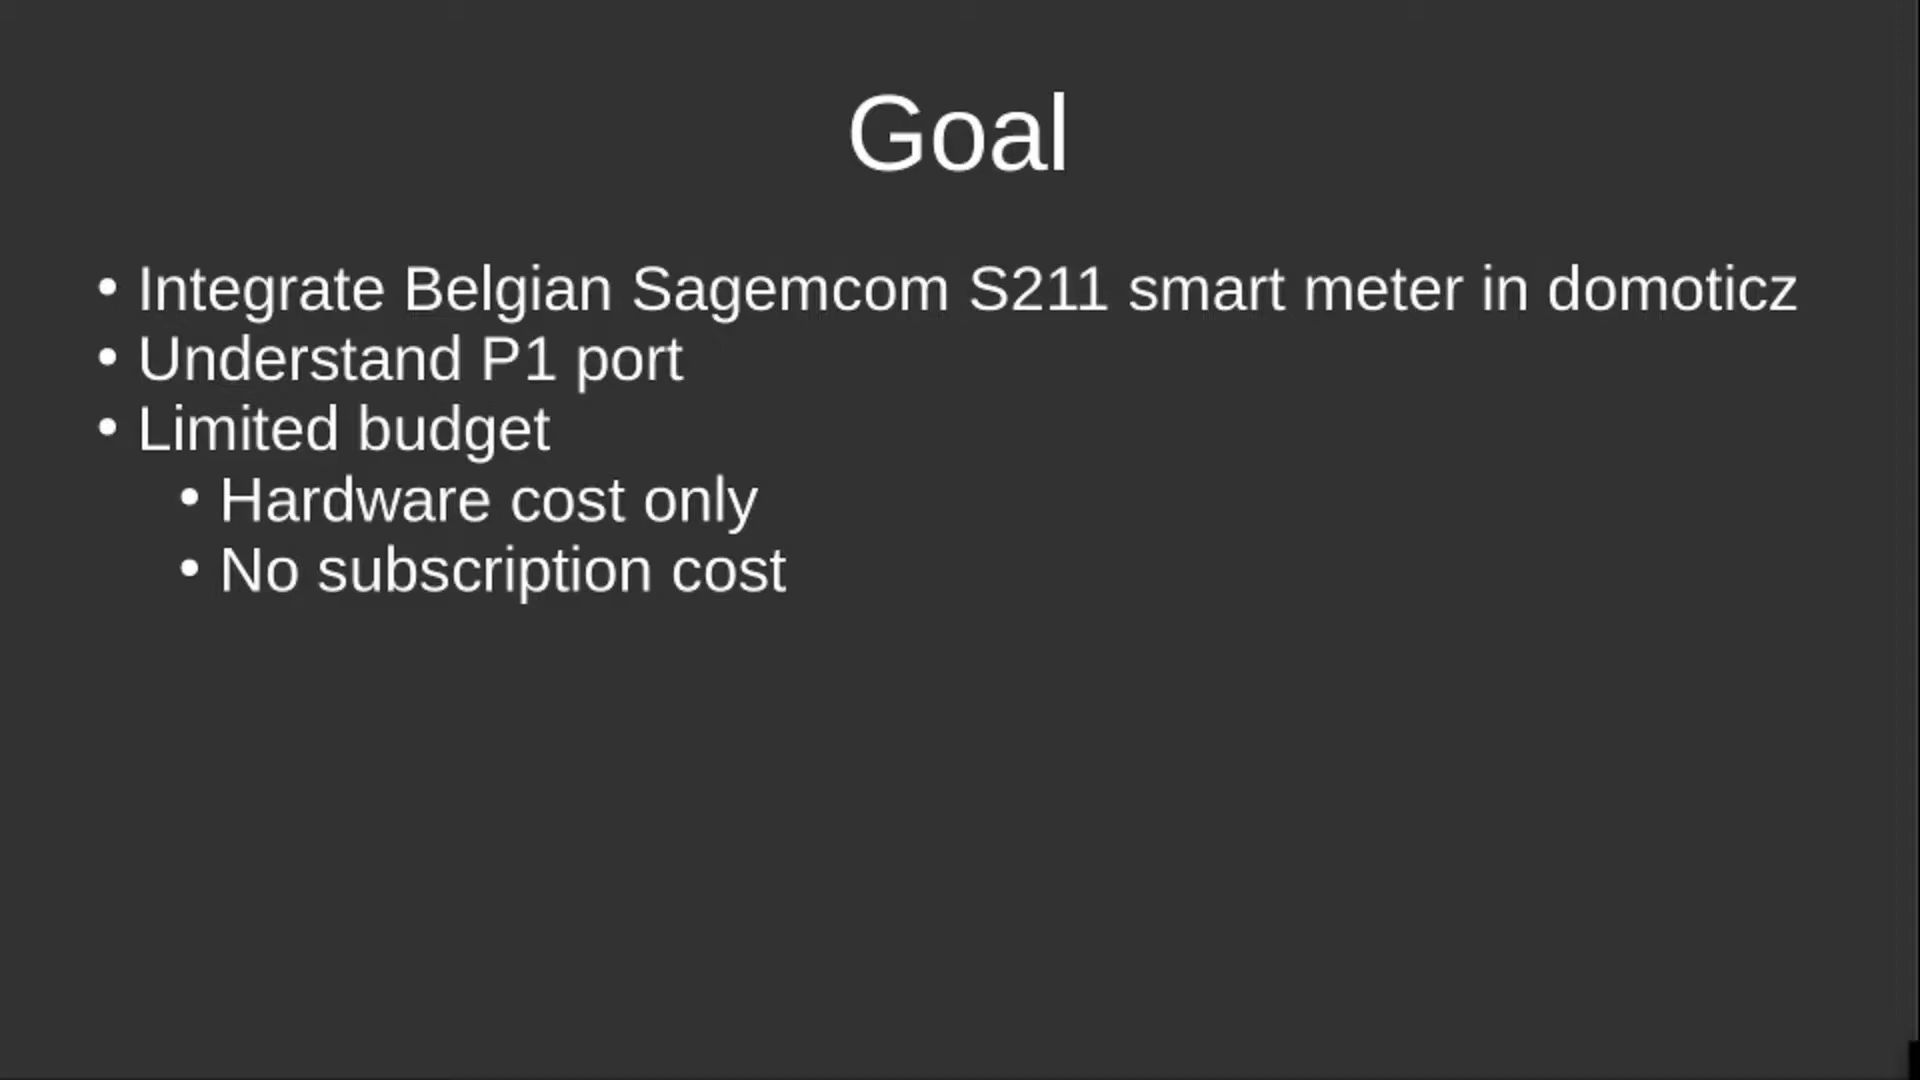 Goal
• Integrate Belgian Sagemcom S211 smart meter in domoticz
• Understand P1 port
• Limited budget
• Hardware cost only
• No subscription cost